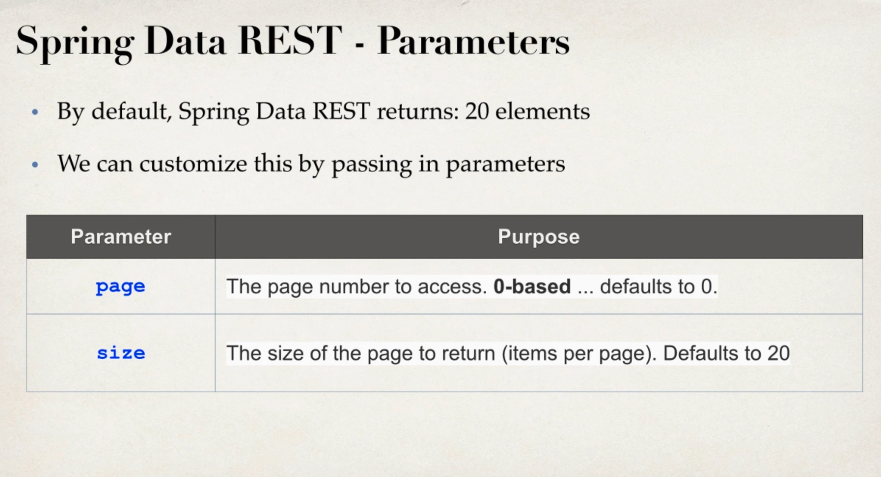 Spring Data REST - Parameters
• By default, Spring Data REST returns: 20 elements
• We can customize this by passing in parameters
Parameter Purpose
page The page number to access. 0-based ... defaults to 0.
size The size of the page to return (items per page). Defaults to 20